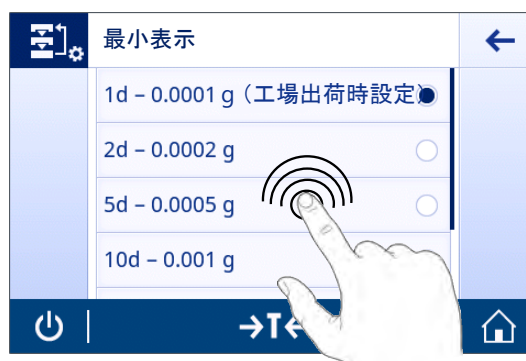 最小表示
1d – 0.0001 g（工場出荷時設定）
2d – 0.0002 g
5d – 0.0005 g
10d – 0.001 g
→T←